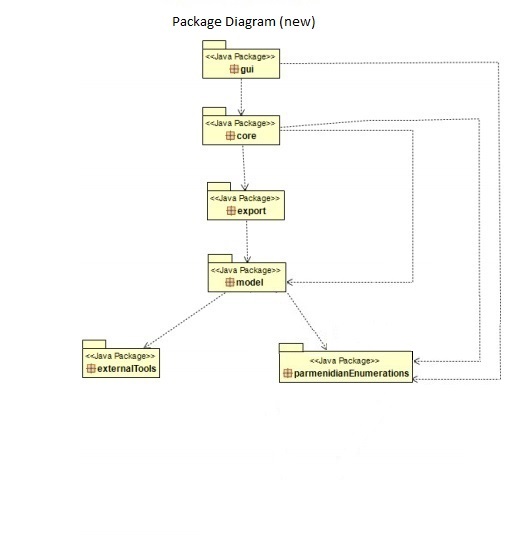 Package Diagram (new)
<<Java Package>>
gui
<<Java Package>>
core
<<Java Package>>
export
<<Java Package>>
model
<<Java Package>>
externalTools
<<Java Package>>
parmenidianEnumerations